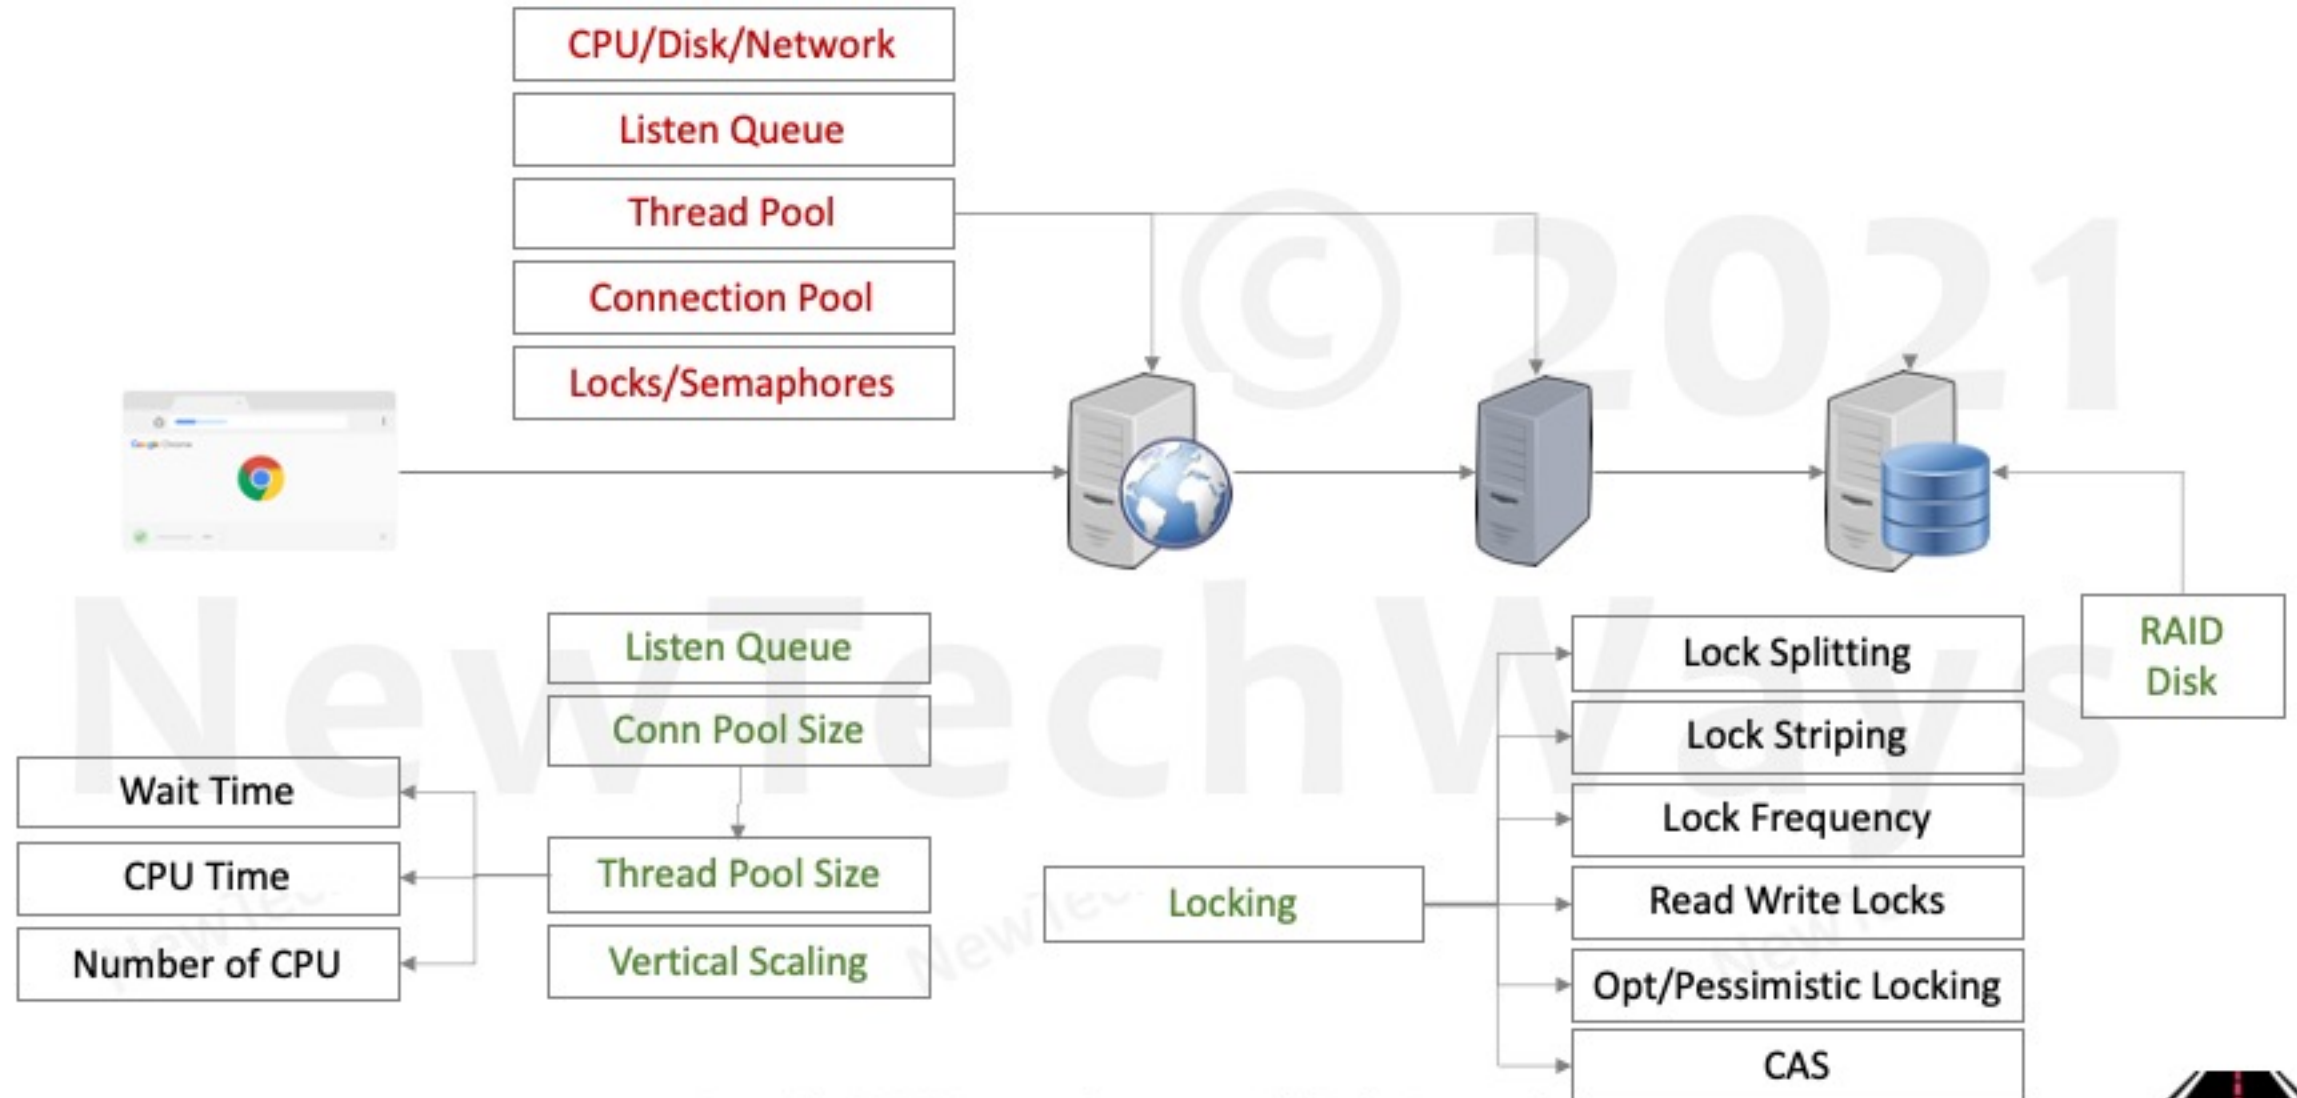 CPU/Disk/Network
Listen Queue
Thread Pool
Connection Pool
Locks/Semaphores
© 2021
Google Chrome
NewTechWays
Listen Queue
Conn Pool Size
Thread Pool Size
Vertical Scaling
Wait Time
CPU Time
Number of CPU
Locking
Lock Splitting
Lock Striping
Lock Frequency
Read Write Locks
Opt/Pessimistic Locking
CAS
RAID
Disk